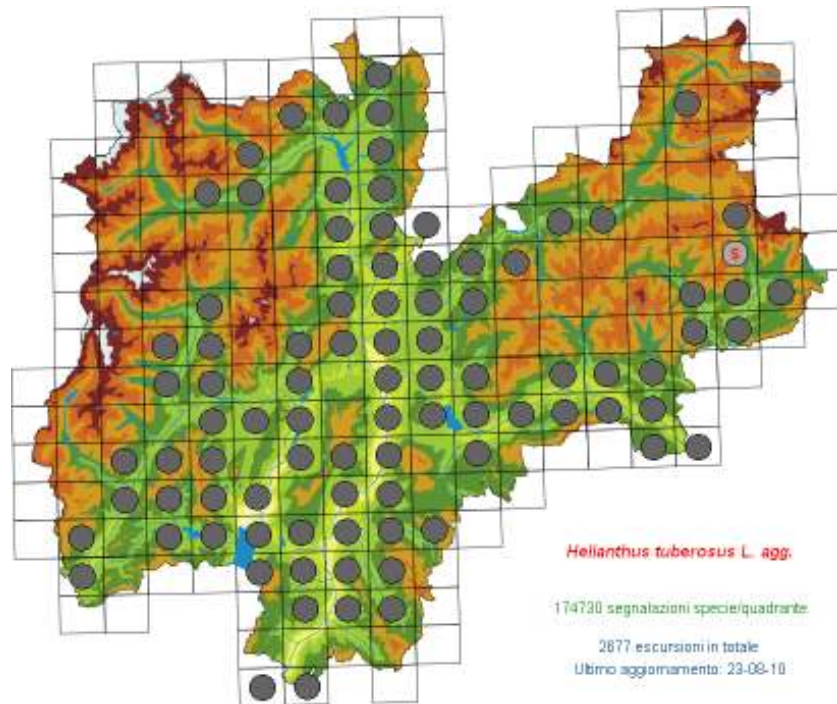 S
Helianthus tuberosus L. agg.
174730 segnalazioni specie/quadrante
2677 escursioni in totale
Ultimo aggiornamento: 23-08-10